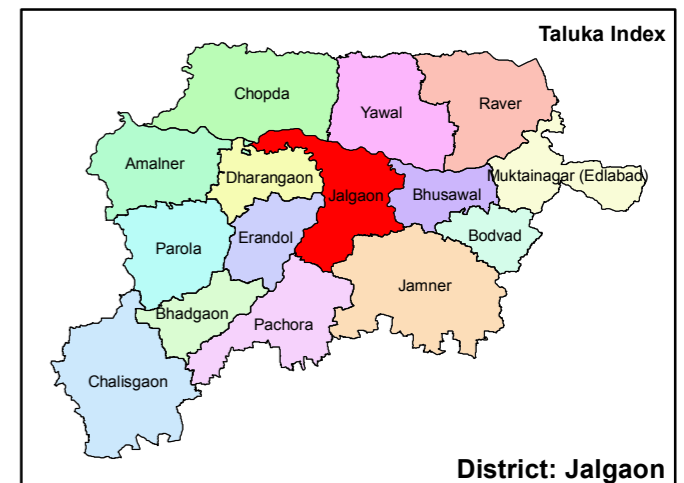 Taluka Index
Chopda
Yawal
Raver
Amalner
Dharangaon
Jalgaon
Bhusawal
Muktainagar (Edlabad)
Parola
Erandol
Bodvad
Jamner
Bhadgaon
Pachora
Chalisgaon
District: Jalgaon